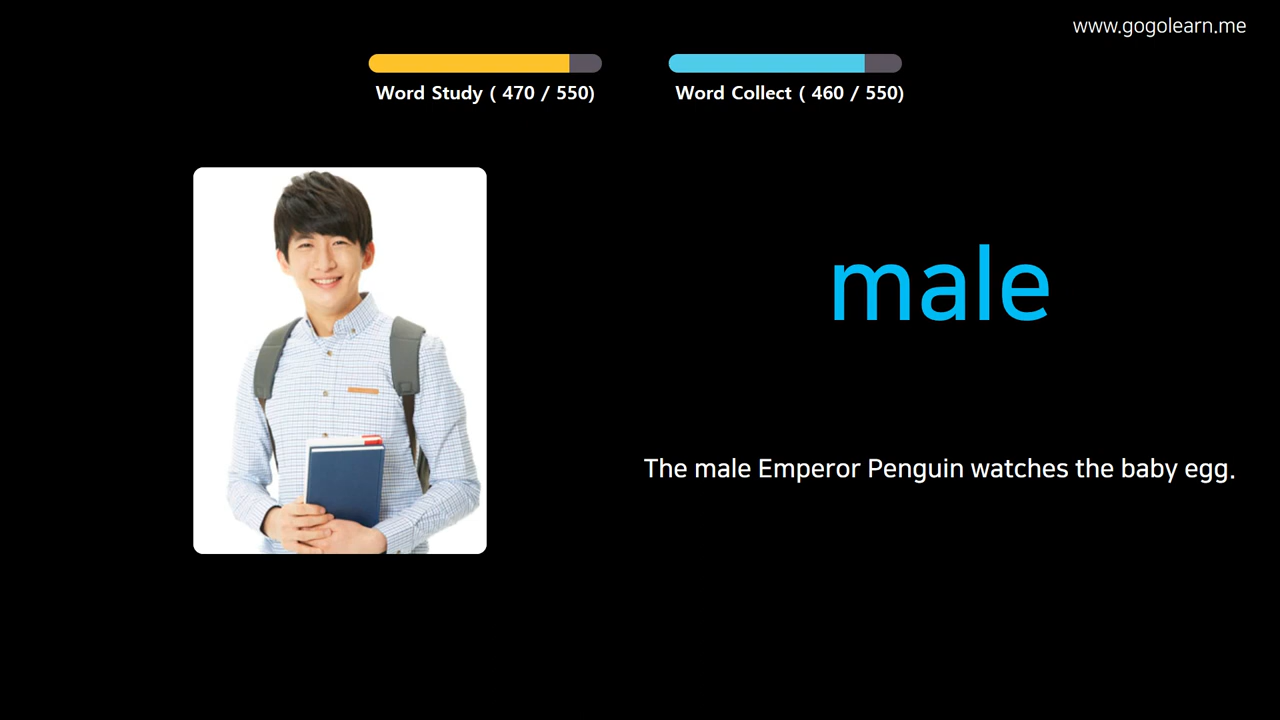 www.gogolearn.me
Word Study ( 470 / 550)
Word Collect ( 460 / 550)
male
The male Emperor Penguin watches the baby egg.